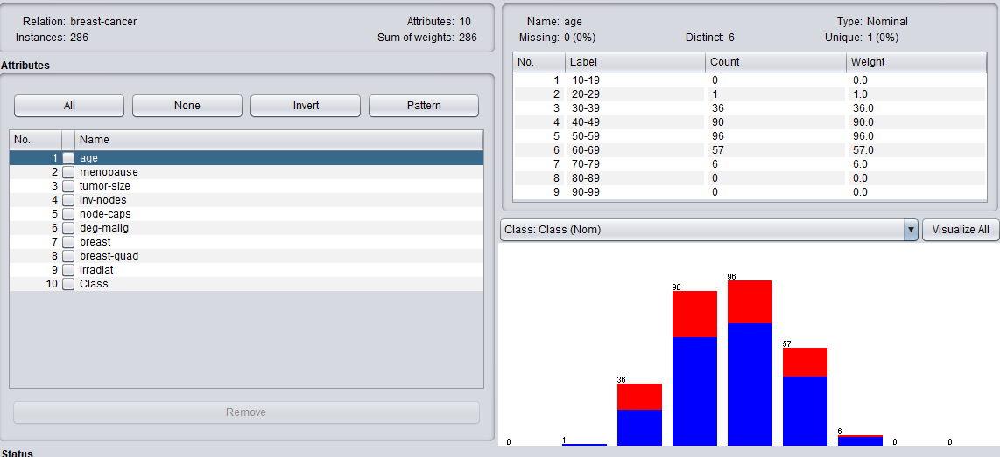 Relation: breast-cancer Attributes: 10
Instances: 286 Sum of weights: 286
Attributes
All None Invert Pattern
No. Name
1 age
2 menopause
3 tumor-size
4 inv-nodes
5 node-caps
6 deg-malig
7 breast
8 breast-quad
9 irradiat
10 Class
Remove
Status
Name: age Type: Nominal
Missing: 0 (0%) Distinct: 6 Unique: 1 (0%)
No. Label Count Weight
1 10-19 0 0.0
2 20-29 1 1.0
3 30-39 36 36.0
4 40-49 90 90.0
5 50-59 96 96.0
6 60-69 57 57.0
7 70-79 6 6.0
8 80-89 0 0.0
9 90-99 0 0.0
Class: Class (Nom) Visualize All
0 1 36 90 96 57 6 0 0